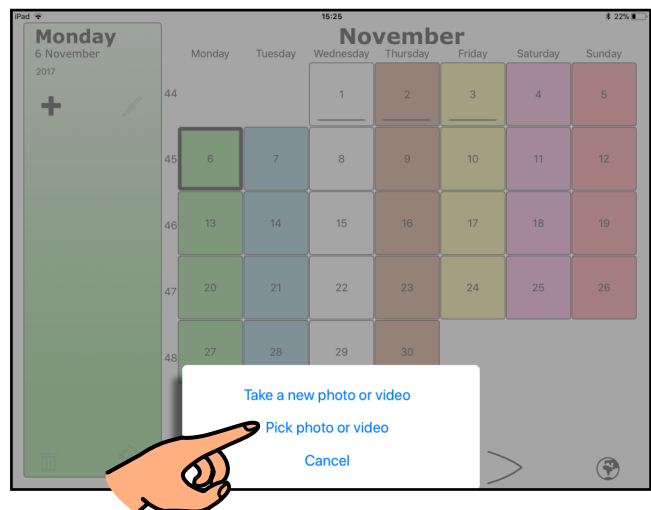 iPad 15:25 22%
Monday
6 November
2017
November
Monday Tuesday Wednesday Thursday Friday Saturday Sunday
44 1 2 3 4 5
45 6 7 8 9 10 11 12
46 13 14 15 16 17 18 19
47 20 21 22 23 24 25 26
48 27 28 29 30
Take a new photo or video
Pick photo or video
Cancel